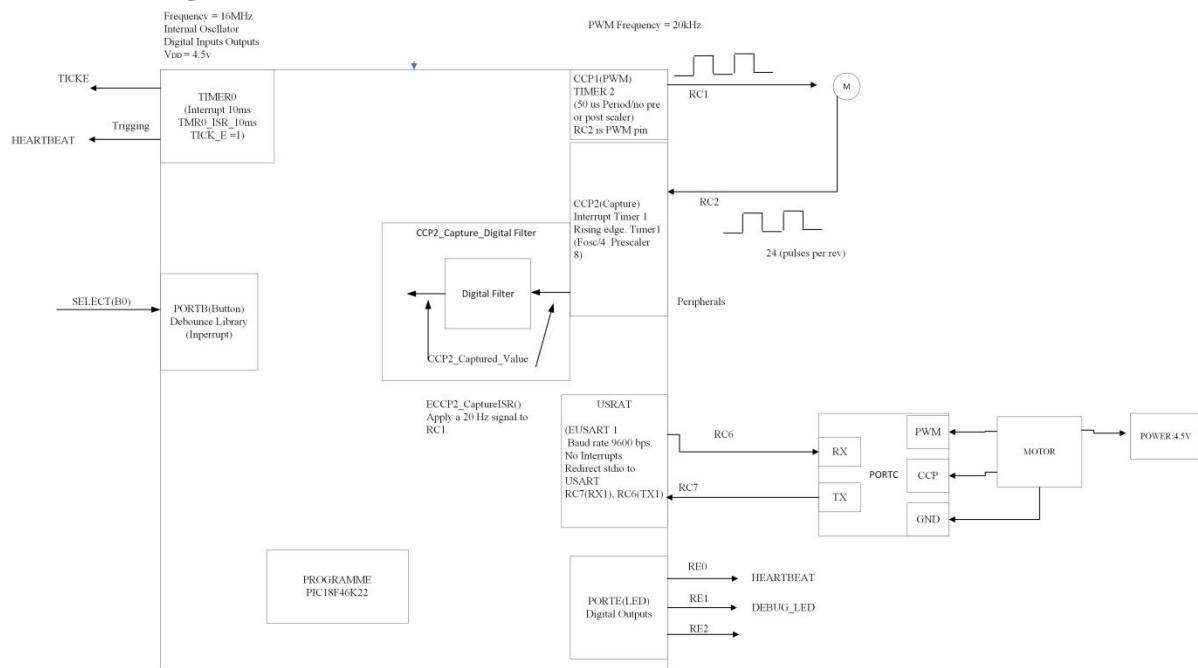 Frequency = 16MHz
Internal Oscllator
Digital Inputs Outputs
VDD = 4.5v
PWM Frequency = 20kHz
TICKE
Trigging
HEARTBEAT
TIMER0
(Interrupt 10ms
TMR0_ISR_10ms
TICK_E =1)
CCP1(PWM)
TIMER 2
(50 us Period/no pre
or post scaler)
RC2 is PWM pin
RC1
M
CCP2(Capture)
Interrupt Timer 1
Rising edge. Timer1
(Fosc/4 Prescaler
8)
RC2
24 (pulses per rev)
CCP2_Capture_Digital Filter
Digital Filter
CCP2_Captured_Value
Peripherals
SELECT(B0)
PORTB(Button)
Debounce Library
(Inperrupt)
ECCP2_CaptureISR()
Apply a 20 Hz signal to
RC1.
USRAT
(EUSART 1
Baud rate 9600 bps.
No Interrupts
Redirect stdio to
USART
RC7(RX1), RC6(TX1)
RC6
RC7
RX
TX
PORTC
PWM
CCP
GND
MOTOR
POWER:4.5V
PROGRAMME
PIC18F46K22
PORTE(LED)
Digital Outputs
RE0
HEARTBEAT
RE1
DEBUG_LED
RE2